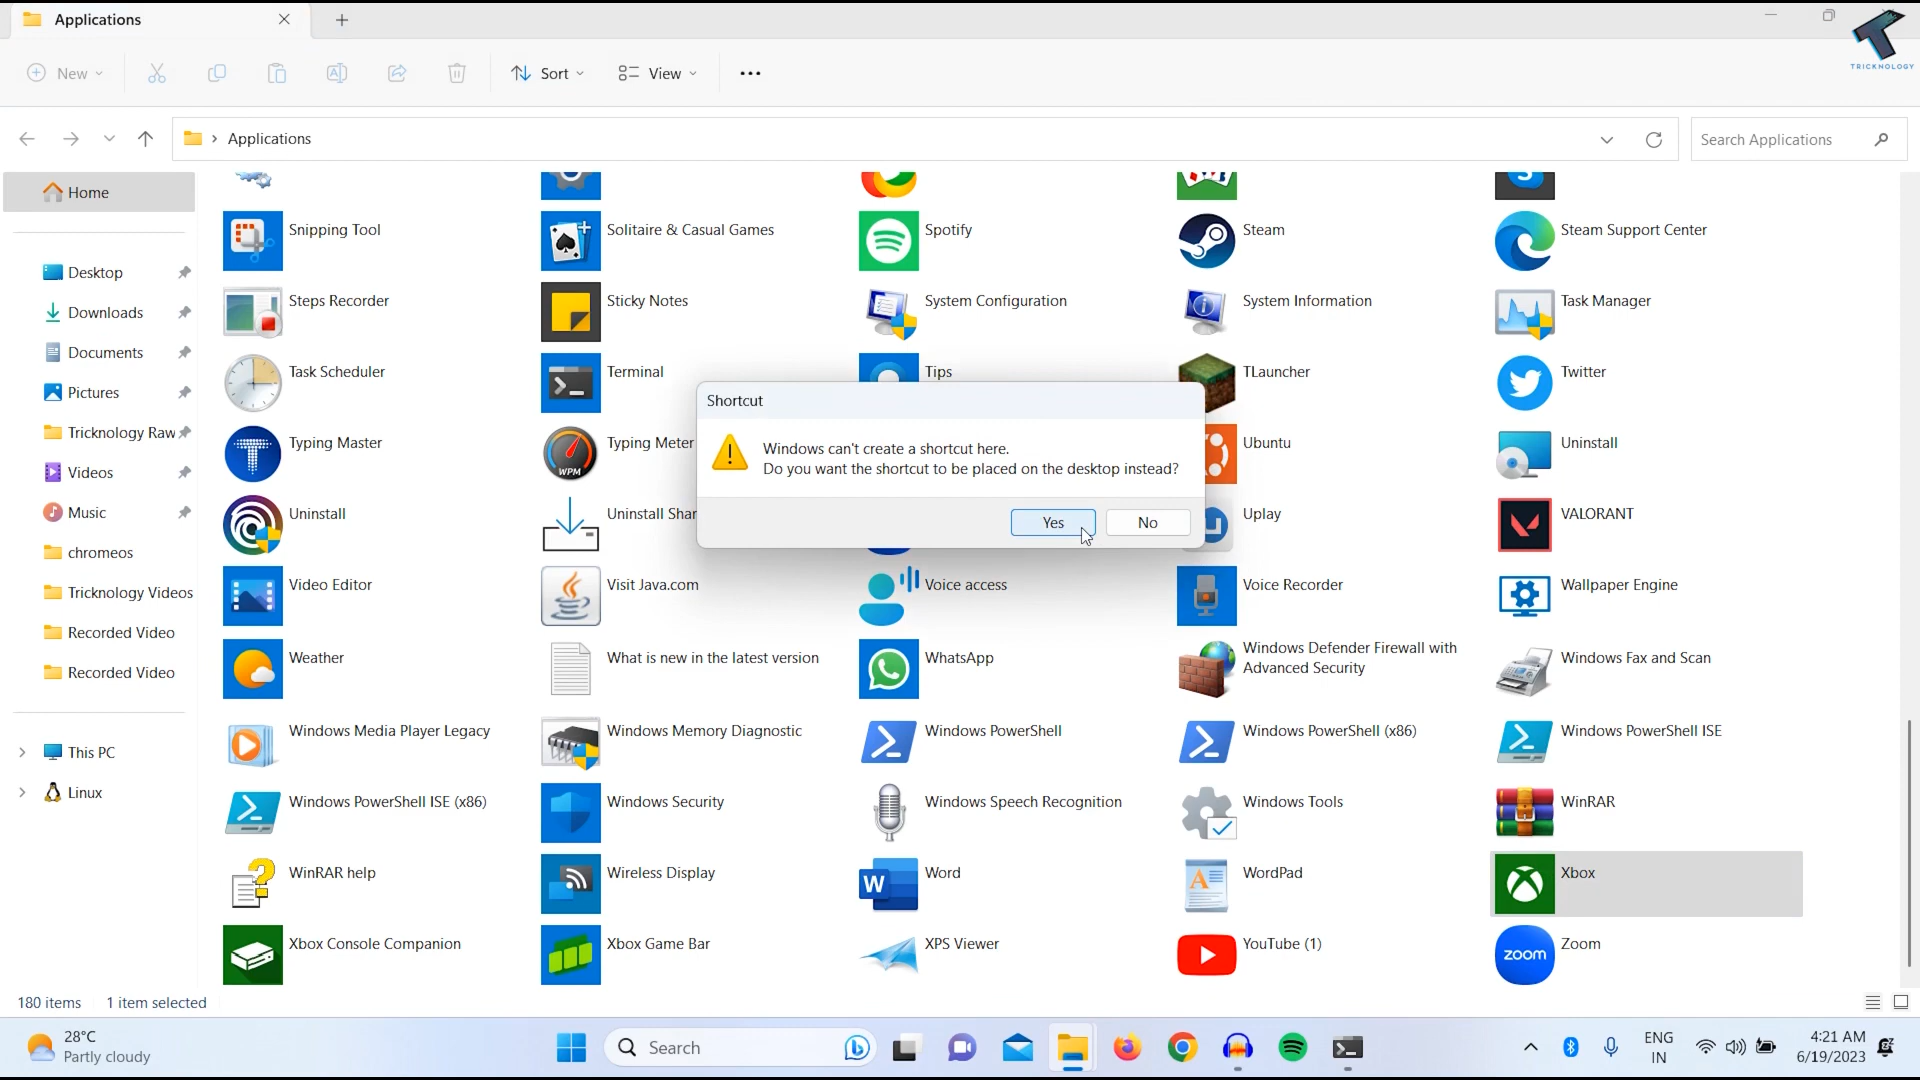 Applications
TRICKNOLOGY
New
Sort
View
Applications
Search Applications
Home
Desktop
Downloads
Documents
Pictures
Tricknology Raw
Videos
Music
chromeos
Tricknology Videos
Recorded Video
Recorded Video
This PC
Linux
Snipping Tool
Solitaire & Casual Games
Spotify
Steam
Steam Support Center
Steps Recorder
Sticky Notes
System Configuration
System Information
Task Manager
Task Scheduler
Terminal
Tips
TLauncher
Twitter
Typing Master
WPM
Typing Meter
Ubuntu
Uninstall
Shortcut
Windows can't create a shortcut here.
Do you want the shortcut to be placed on the desktop instead?
Yes
No
Uninstall
Uninstall Shar
Uplay
VALORANT
Video Editor
Visit Java.com
Voice access
Voice Recorder
Wallpaper Engine
Weather
What is new in the latest version
WhatsApp
Windows Defender Firewall with
Advanced Security
Windows Fax and Scan
Windows Media Player Legacy
Windows Memory Diagnostic
Windows PowerShell
Windows PowerShell (x86)
Windows PowerShell ISE
Windows PowerShell ISE (x86)
Windows Security
Windows Speech Recognition
Windows Tools
WinRAR
WinRAR help
Wireless Display
W
Word
WordPad
Xbox
Xbox Console Companion
Xbox Game Bar
XPS Viewer
YouTube (1)
zoom
Zoom
180 items
1 item selected
28°C
Partly cloudy
Search
ENG
IN
4:21 AM
6/19/2023